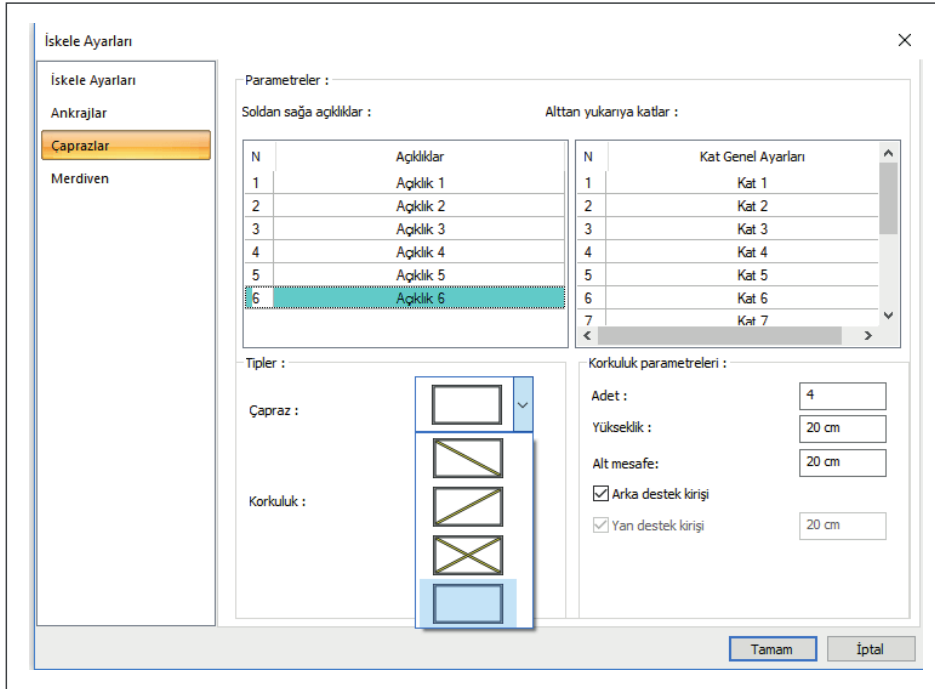 İskele Ayarları
İskele Ayarları
Ankrajlar
Çaprazlar
Merdiven
Parametreler :
Soldan sağa açıklıklar :
Alttan yukarıya katlar :
N Açıklıklar
1 Açıklık 1
2 Açıklık 2
3 Açıklık 3
4 Açıklık 4
5 Açıklık 5
6 Açıklık 6
N Kat Genel Ayarları
1 Kat 1
2 Kat 2
3 Kat 3
4 Kat 4
5 Kat 5
6 Kat 6
7 Kat 7
Tipler :
Çapraz :
Korkuluk :
Korkuluk parametreleri :
Adet : 4
Yükseklik : 20 cm
Alt mesafe: 20 cm
Arka destek kirişi
Yan destek kirişi 20 cm
Tamam İptal